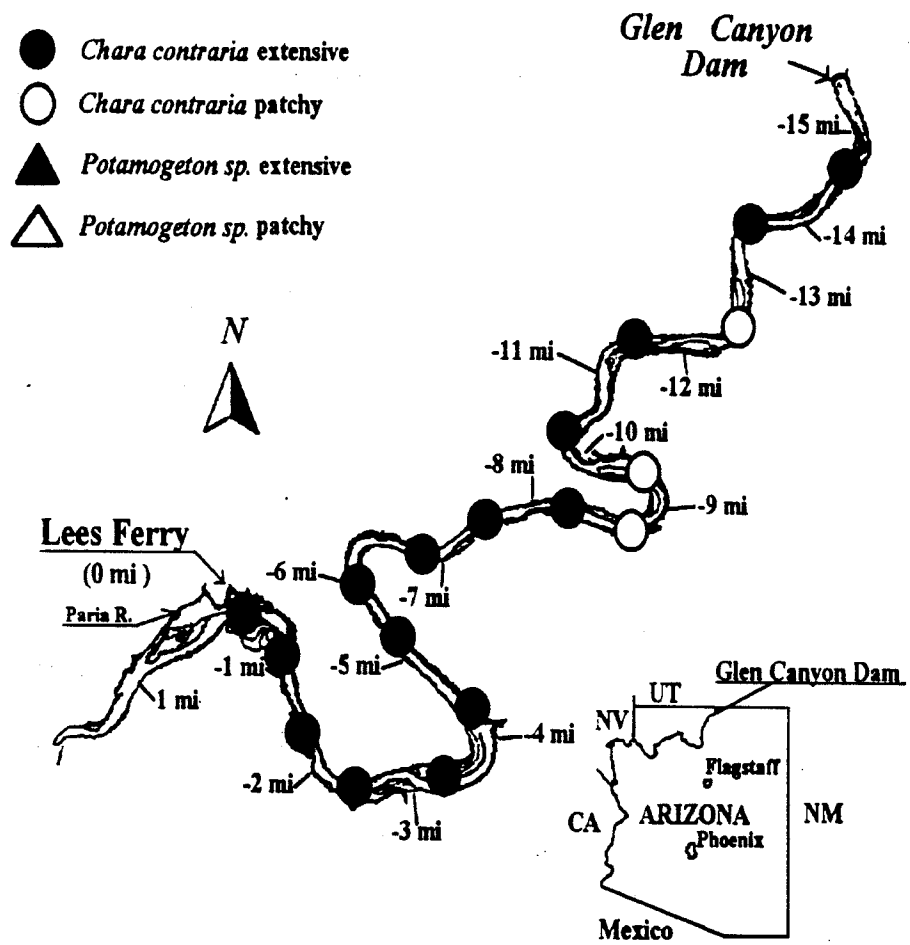 Chara contraria extensive
Chara contraria patchy
Potamogeton sp. extensive
Potamogeton sp. patchy
Glen Canyon
Dam
-15 mi
-14 mi
-13 mi
-12 mi
-11 mi
-10 mi
-9 mi
-8 mi
-7 mi
-6 mi
-5 mi
-4 mi
-3 mi
-2 mi
-1 mi
N
Lees Ferry
(0 mi )
Paria R.
1 mi
Glen Canyon Dam
UT
NV
Flagstaff
CA
ARIZONA
NM
Phoenix
Mexico